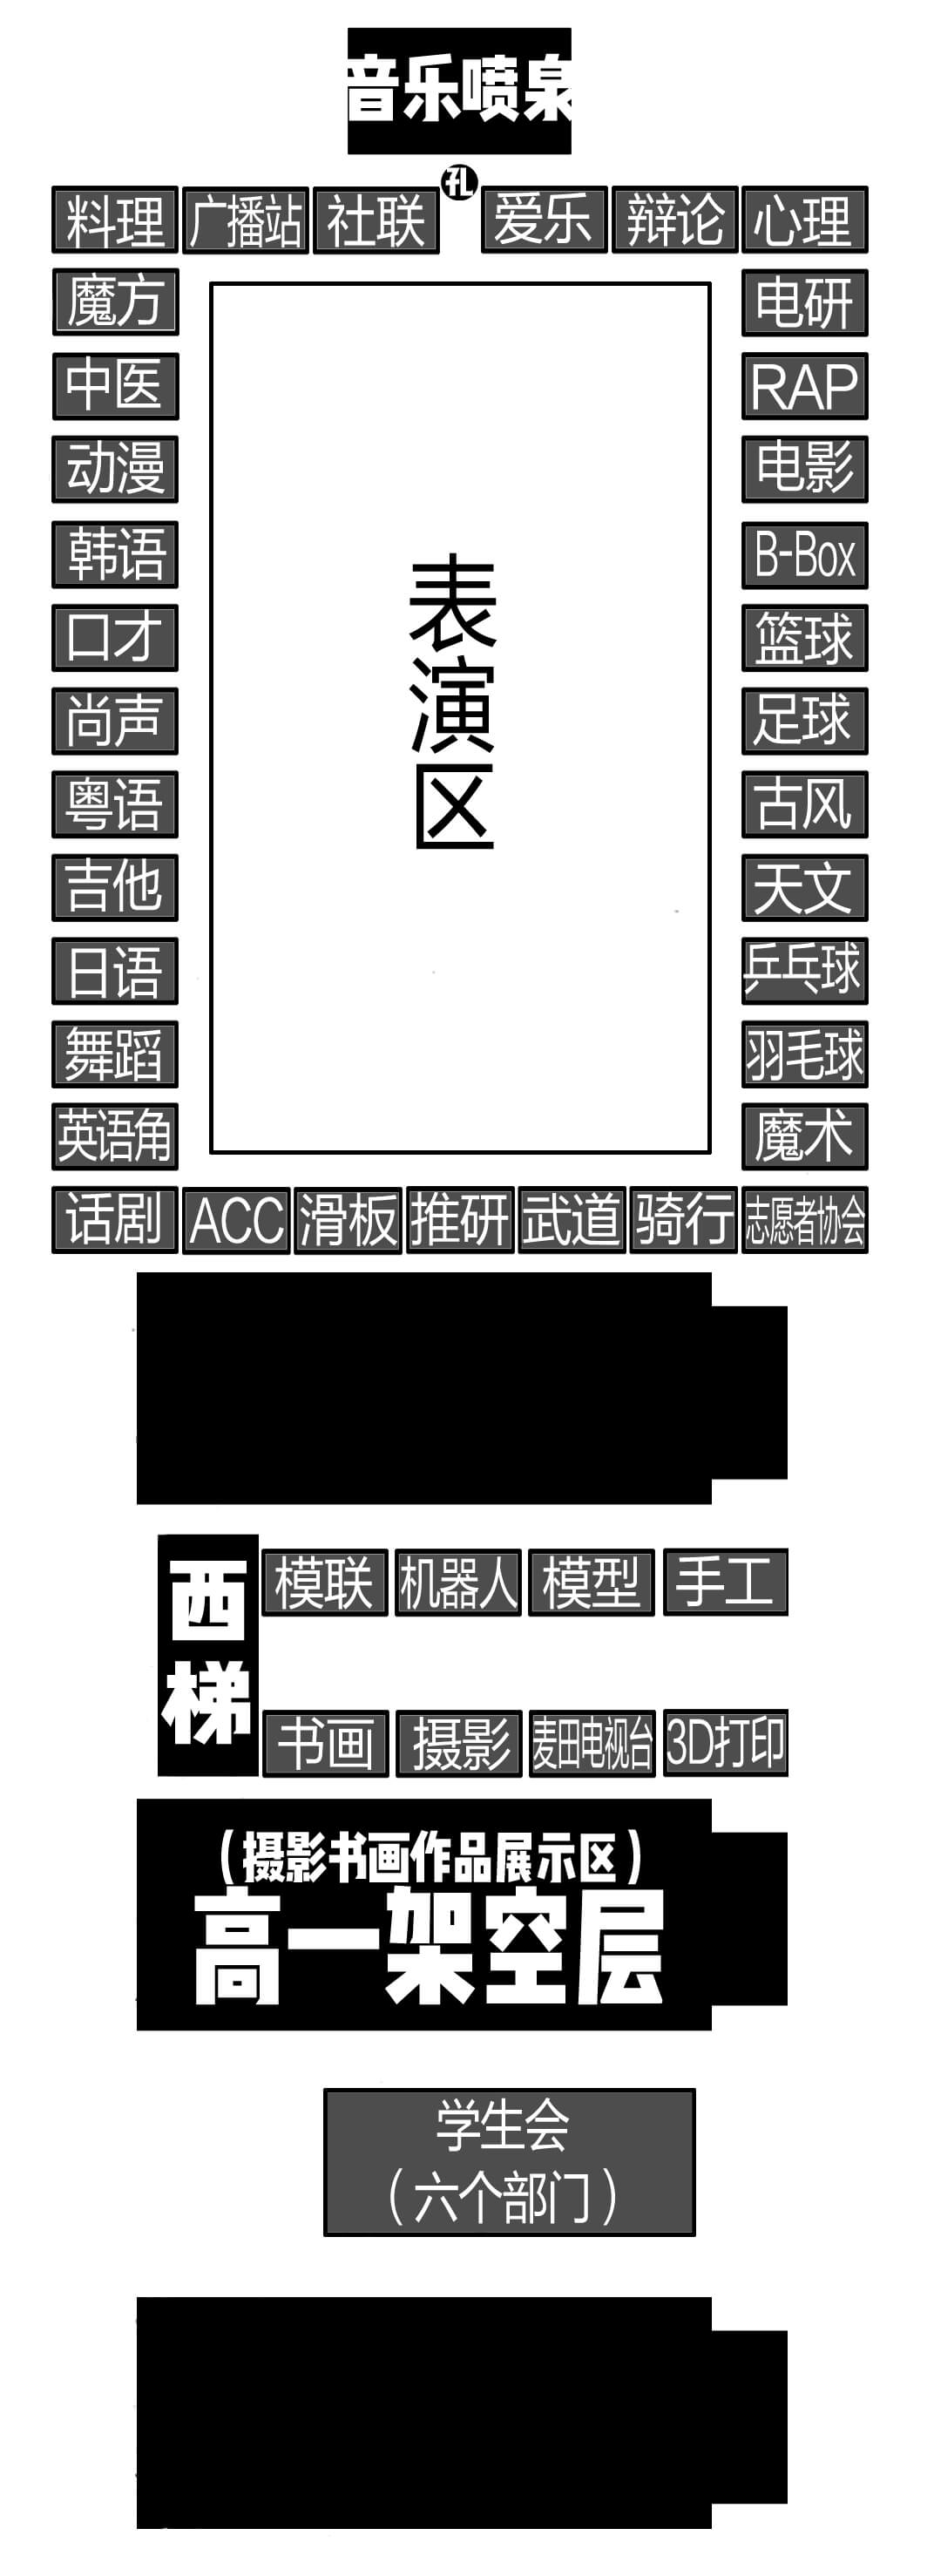 音乐喷泉
孔
料理 广播站 社联 爱乐 辩论 心理
魔方 电研
中医 RAP
动漫 电影
韩语 B-Box
口才 篮球
尚声 足球
粤语 古风
吉他 天文
日语 乒乓球
舞蹈 羽毛球
英语角 魔术
表
演
区
话剧 ACC 滑板 推研 武道 骑行 志愿者协会
西
梯
模联 机器人 模型 手工
书画 摄影 麦田电视台 3D打印
(摄影书画作品展示区)
高一架空层
学生会
(六个部门)